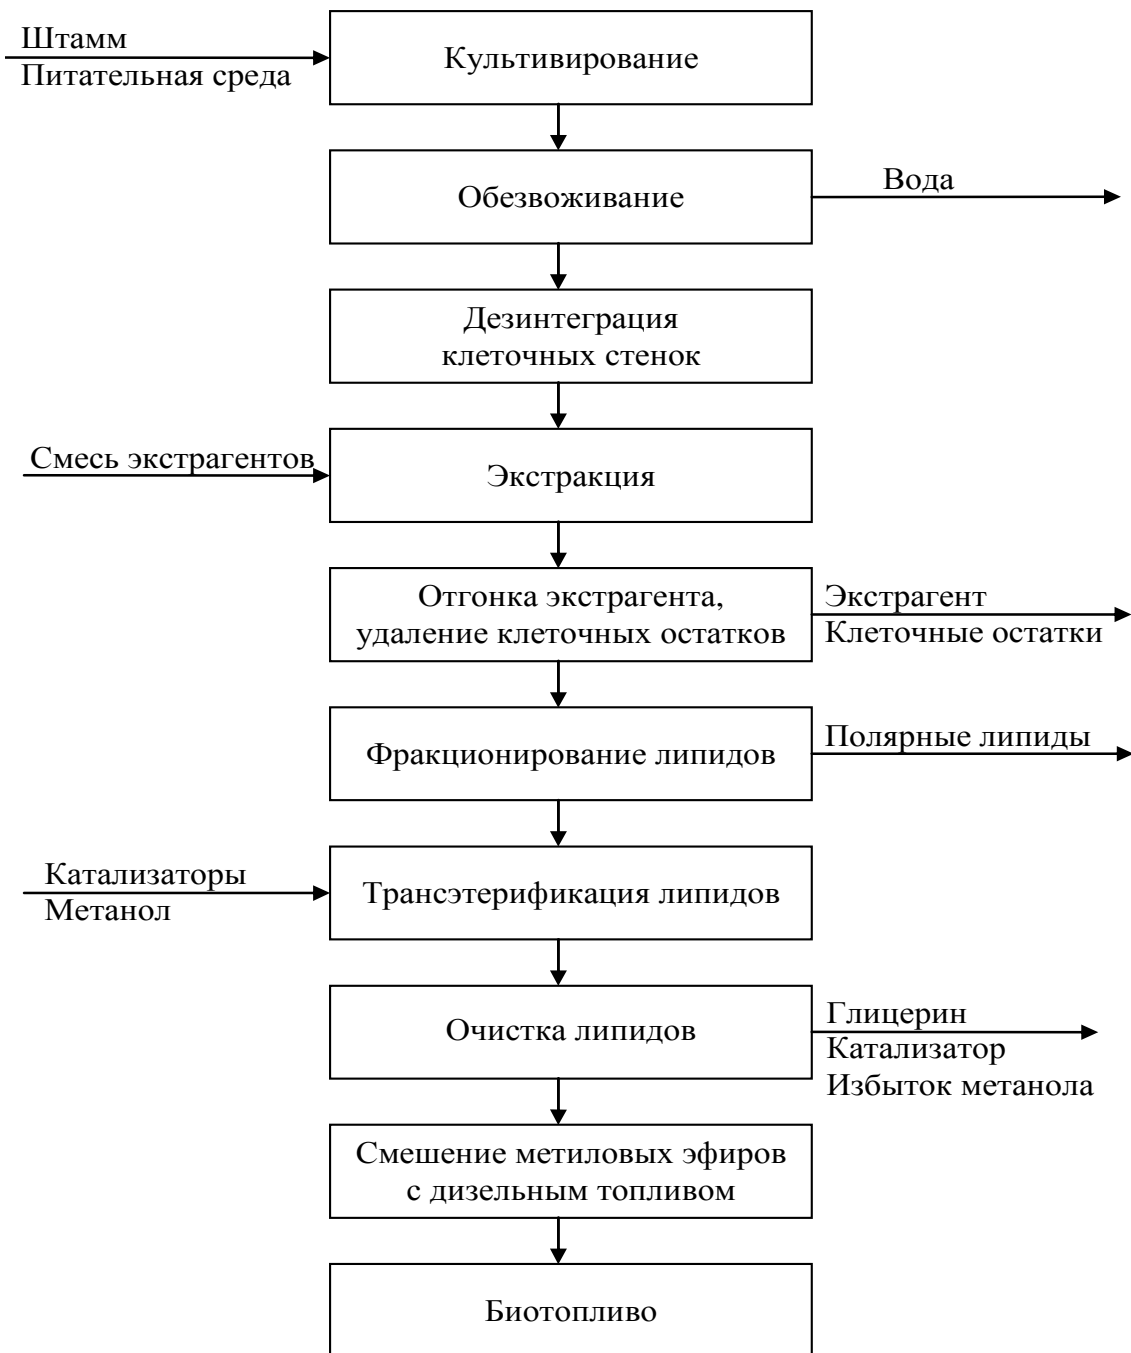 Штамм
Питательная среда
Культивирование
Обезвоживание
Вода
Дезинтеграция
клеточных стенок
Смесь экстрагентов
Экстракция
Отгонка экстрагента,
удаление клеточных остатков
Экстрагент
Клеточные остатки
Фракционирование липидов
Полярные липиды
Катализаторы
Метанол
Трансэтерификация липидов
Очистка липидов
Глицерин
Катализатор
Избыток метанола
Смешение метиловых эфиров
с дизельным топливом
Биотопливо